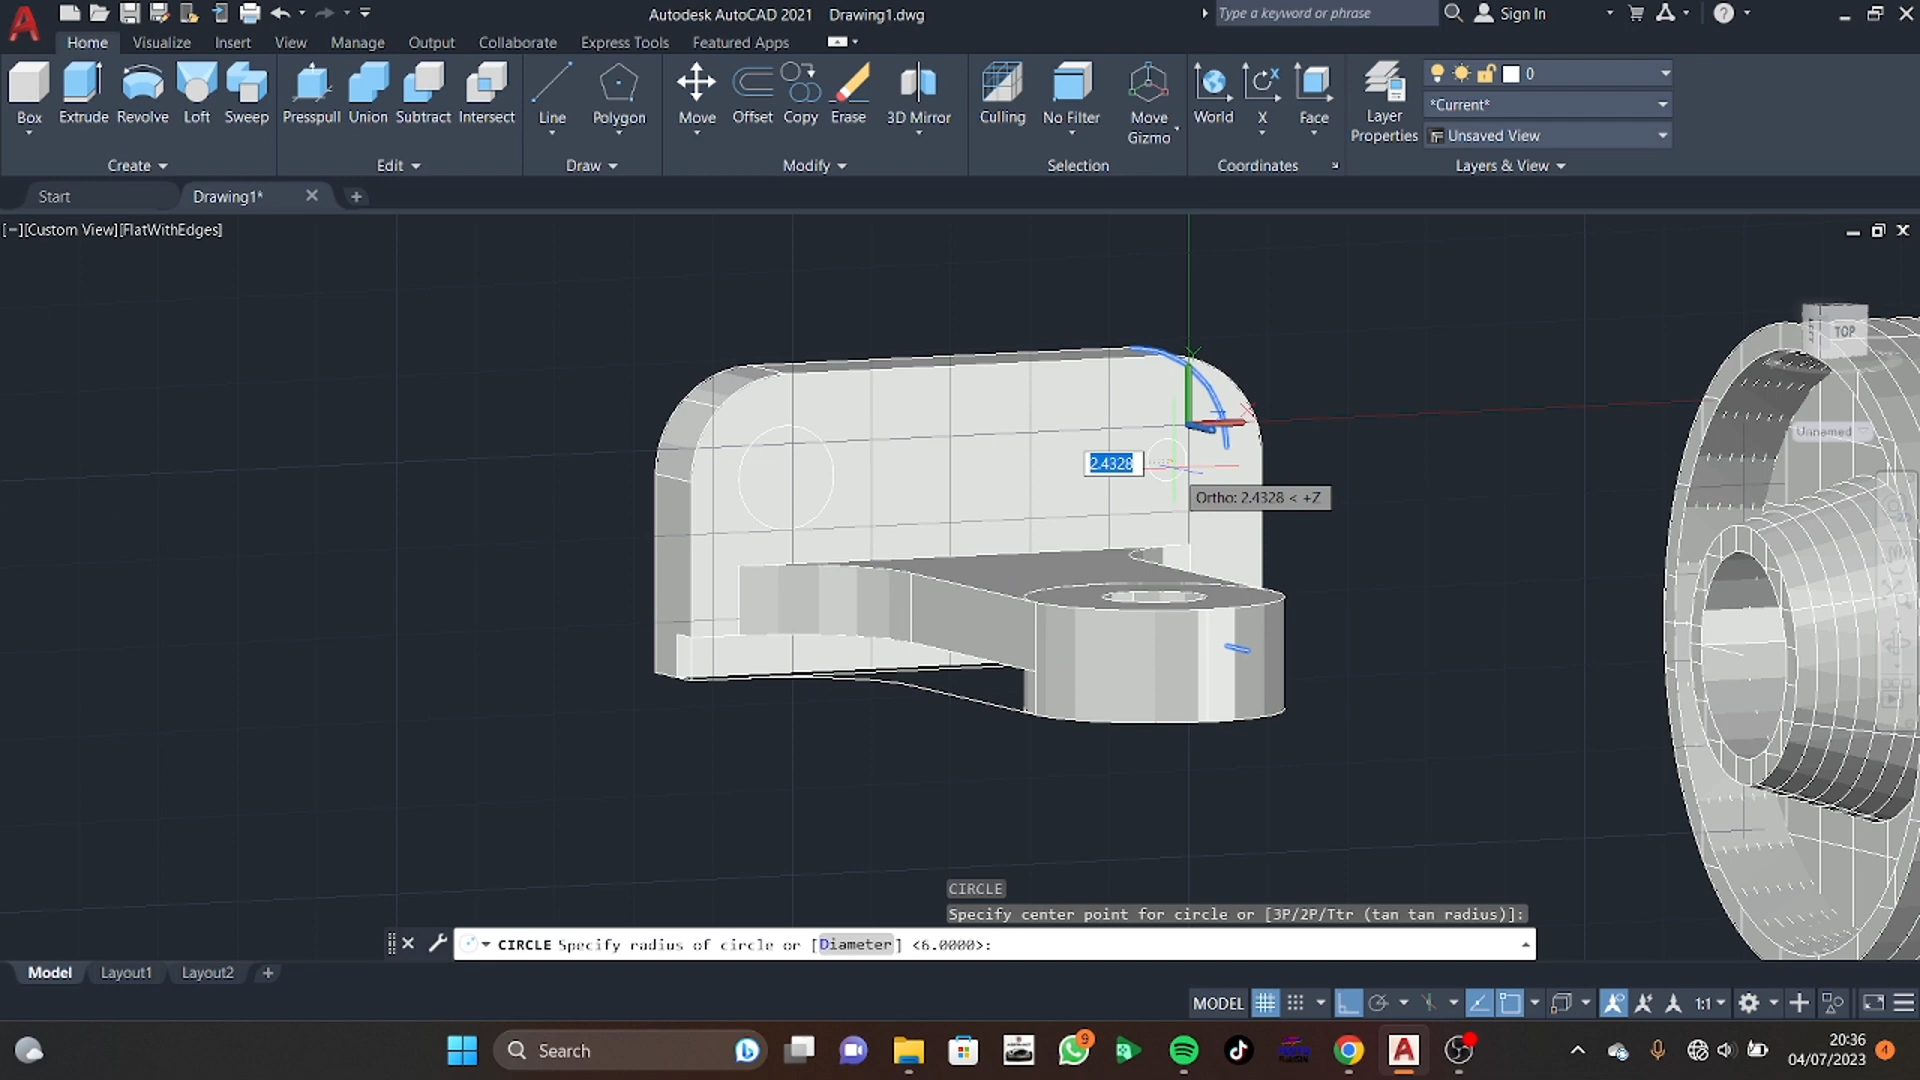 Autodesk AutoCAD 2021 Drawing1.dwg
Type a keyword or phrase
Sign In
Home Visualize Insert View Manage Output Collaborate Express Tools Featured Apps
Box Extrude Revolve Loft Sweep Presspull Union Subtract Intersect Line Polygon Move Offset Copy Erase 3D Mirror Culling No Filter Move Gizmo World X Face Layer Properties
0
*Current*
Unsaved View
Create Edit Draw Modify Selection Coordinates Layers & View
Start Drawing1*
[−][Custom View][FlatWithEdges]
TOP
Unnamed
Y
X
2.4328
Ortho: 2.4328 < +Z
CIRCLE
Specify center point for circle or [3P/2P/Ttr (tan tan radius)]:
CIRCLE Specify radius of circle or [Diameter] <6.0000>:
Model Layout1 Layout2
MODEL 1:1
Search
9
20:36
04/07/2023
4